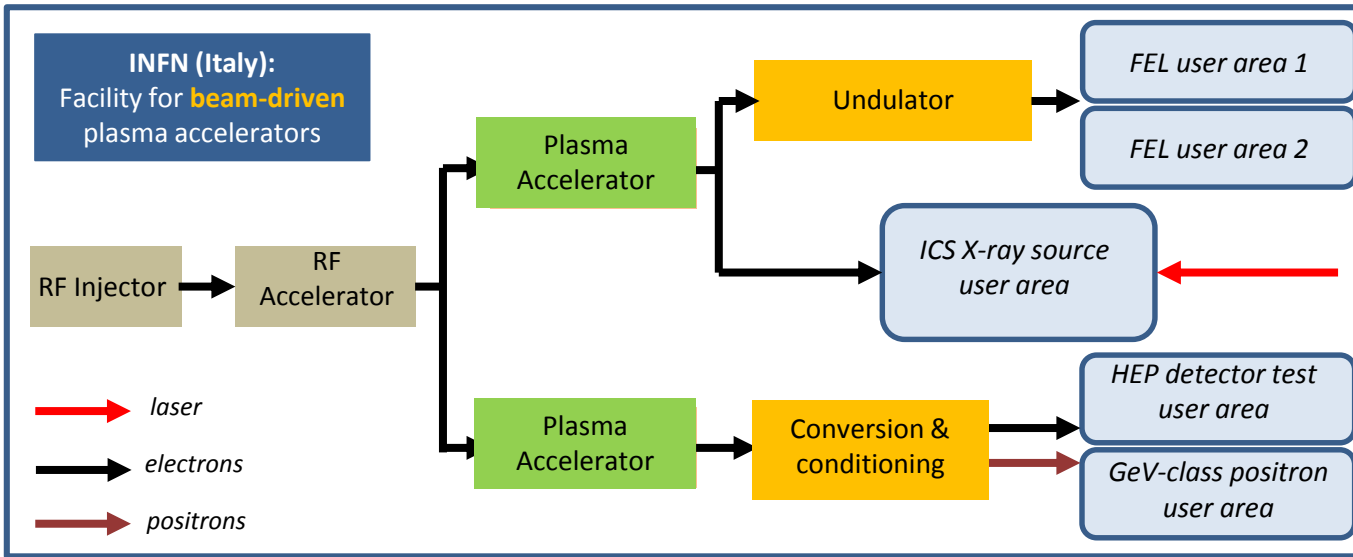 INFN (Italy):
Facility for beam-driven
plasma accelerators
Undulator
FEL user area 1
FEL user area 2
Plasma
Accelerator
ICS X-ray source
user area
RF Injector
RF
Accelerator
HEP detector test
user area
laser
Plasma
Accelerator
Conversion &
conditioning
electrons
GeV-class positron
user area
positrons